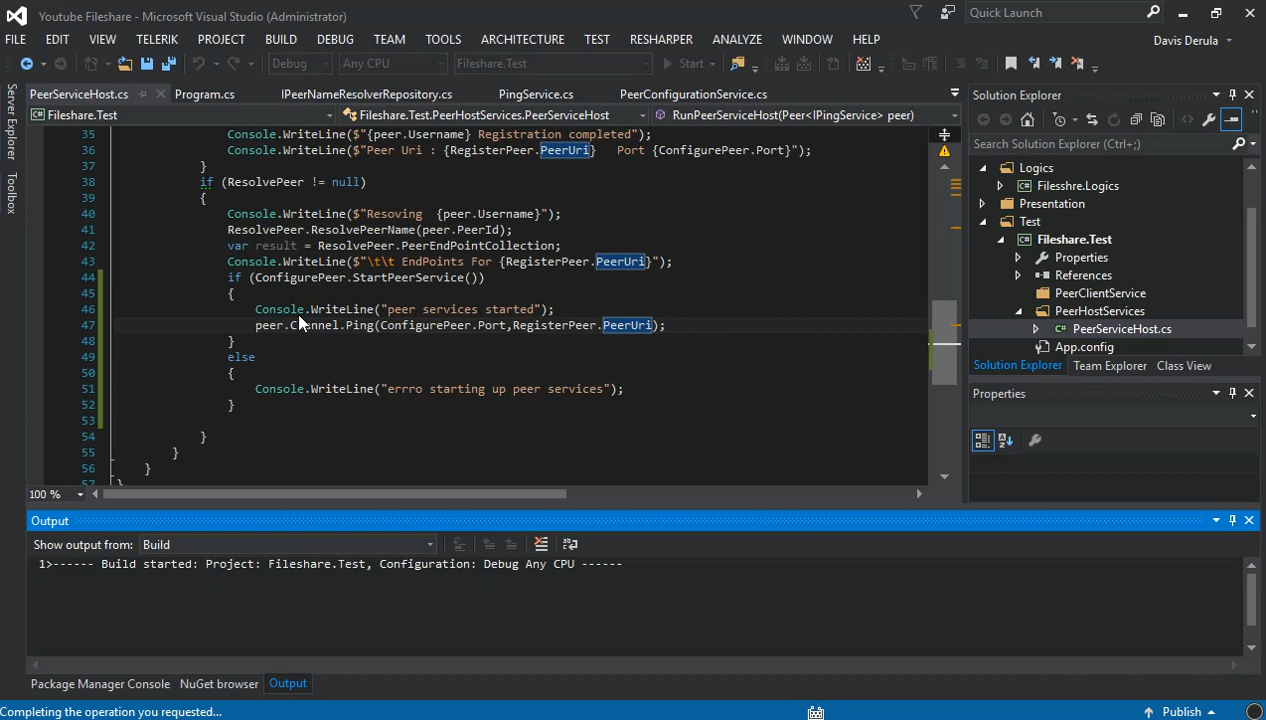 Youtube Fileshare - Microsoft Visual Studio (Administrator)
Quick Launch
FILE EDIT VIEW TELERIK PROJECT BUILD DEBUG TEAM TOOLS ARCHITECTURE TEST RESHARPER ANALYZE WINDOW HELP
Davis Derula
Debug Any CPU Fileshare.Test Start
Server Explorer
Toolbox
PeerServiceHost.cs Program.cs IPeerNameResolverRepository.cs PingService.cs PeerConfigurationService.cs
Fileshare.Test Fileshare.Test.PeerHostServices.PeerServiceHost RunPeerServiceHost(Peer<IPingService> peer)
35 Console.WriteLine($"{peer.Username} Registration completed");
36 Console.WriteLine($"Peer Uri : {RegisterPeer.PeerUri}   Port {ConfigurePeer.Port}");
37 }
38 if (ResolvePeer != null)
39 {
40 Console.WriteLine($"Resoving  {peer.Username}");
41 ResolvePeer.ResolvePeerName(peer.PeerId);
42 var result = ResolvePeer.PeerEndPointCollection;
43 Console.WriteLine($"\t\t EndPoints For {RegisterPeer.PeerUri}");
44 if (ConfigurePeer.StartPeerService())
45 {
46 Console.WriteLine("peer services started");
47 peer.Channel.Ping(ConfigurePeer.Port,RegisterPeer.PeerUri);
48 }
49 else
50 {
51 Console.WriteLine("errro starting up peer services");
52 }
53
54 }
55 }
56 }
57 }
100 %
Solution Explorer
Search Solution Explorer (Ctrl+;)
Logics
Filesshre.Logics
Presentation
Test
Fileshare.Test
Properties
References
PeerClientService
PeerHostServices
PeerServiceHost.cs
App.config
Solution Explorer Team Explorer Class View
Properties
Output
Show output from: Build
1>------ Build started: Project: Fileshare.Test, Configuration: Debug Any CPU ------
Package Manager Console NuGet browser Output
Completing the operation you requested...
Publish